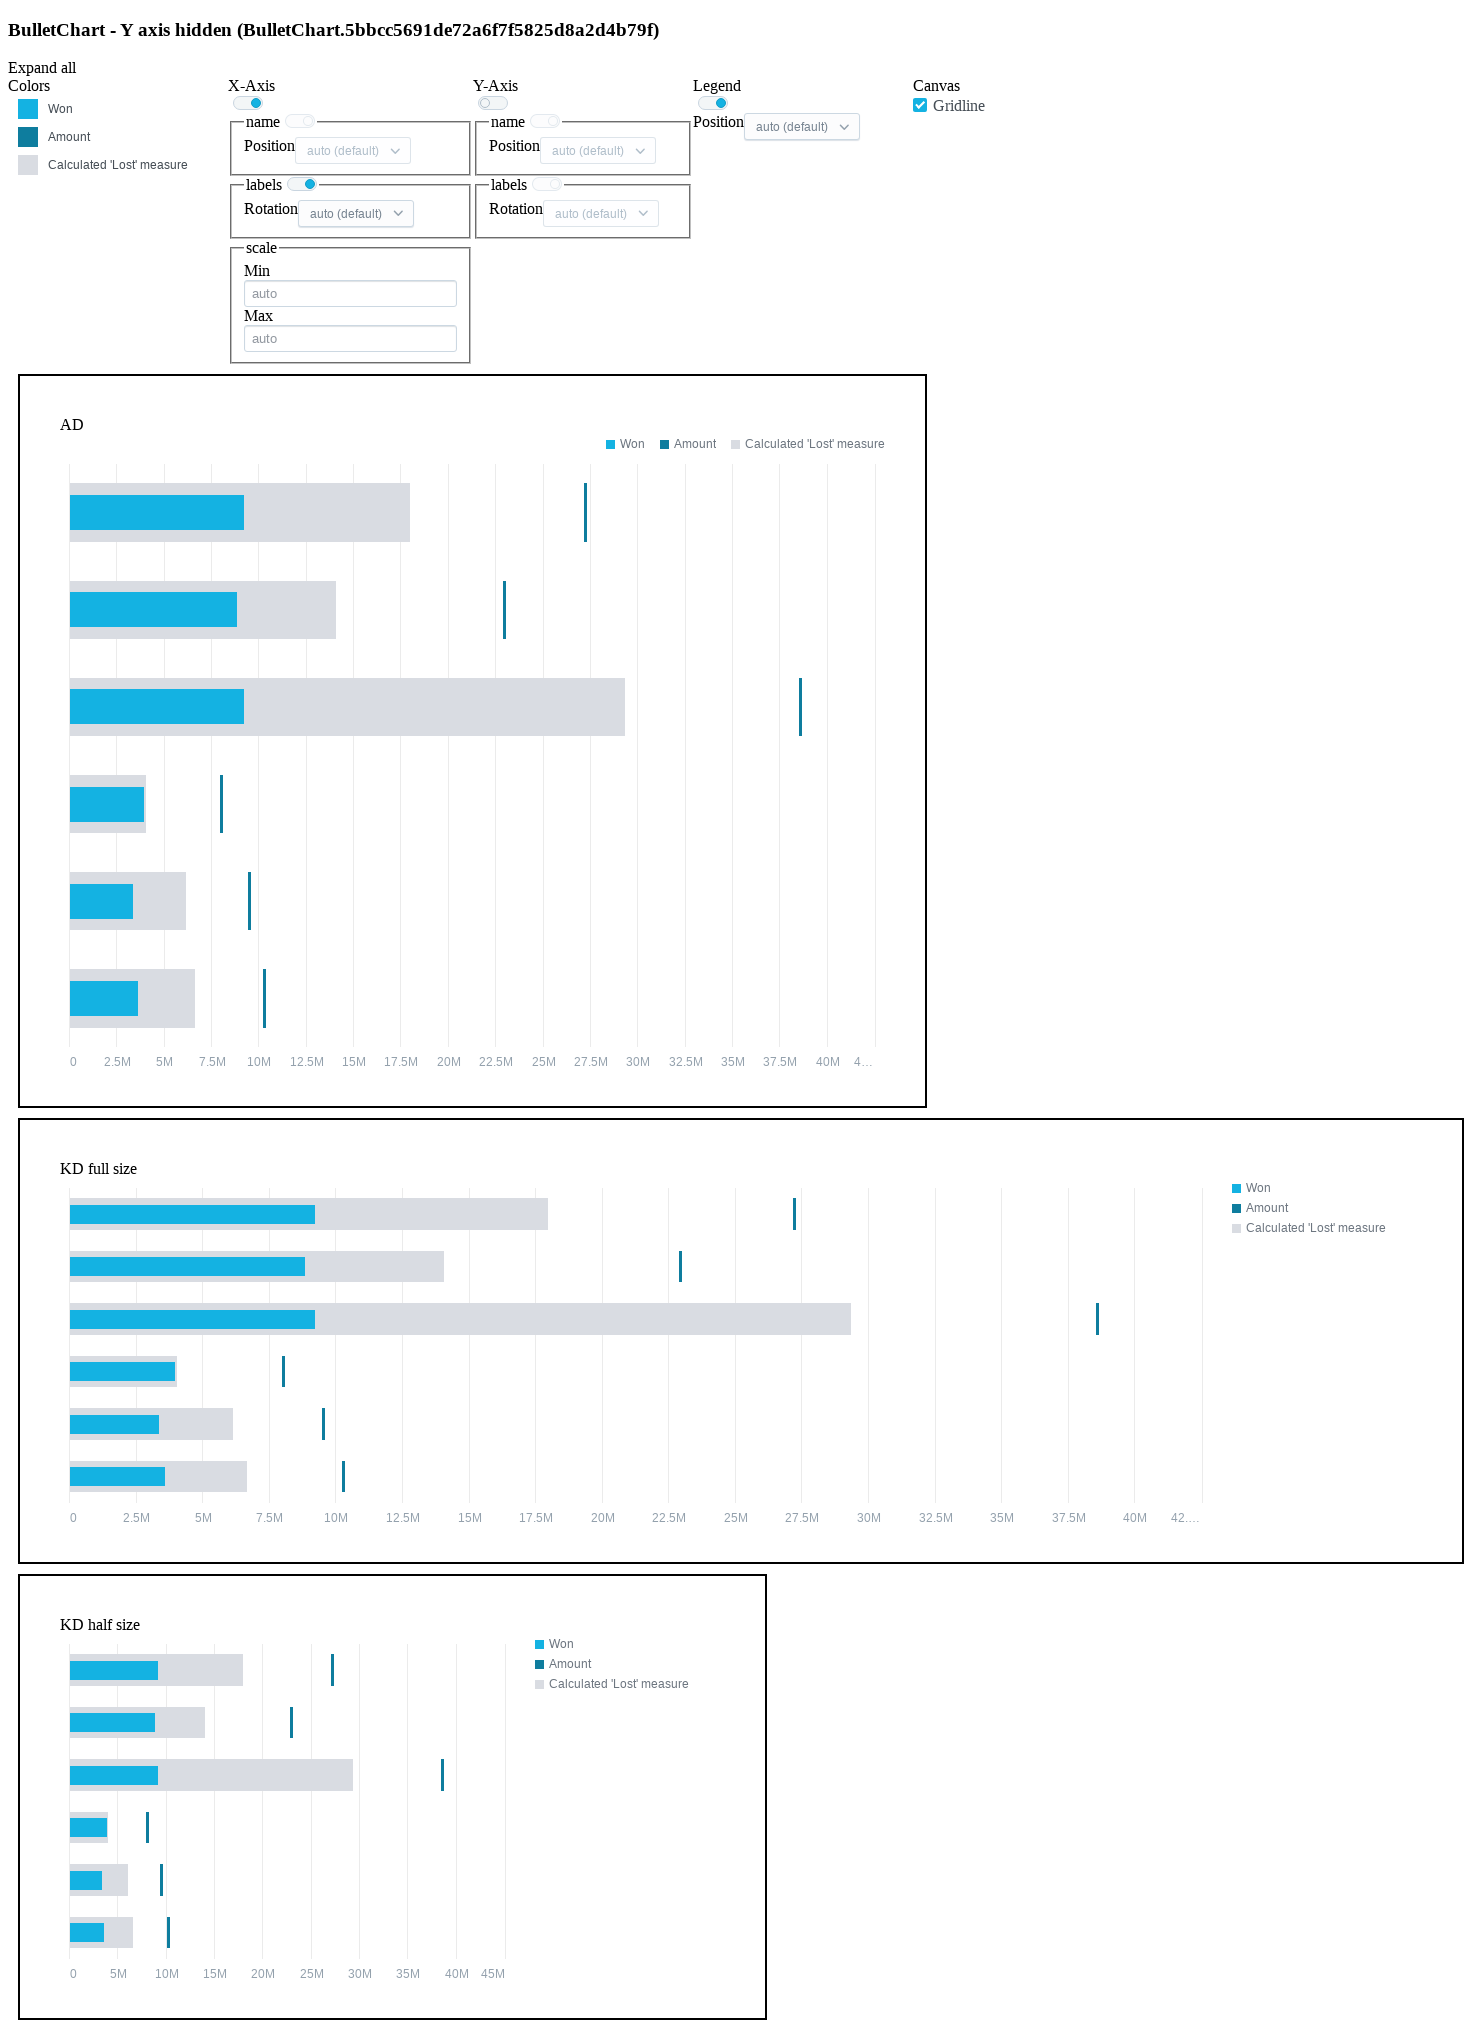 BulletChart - Y axis hidden (BulletChart.5bbcc5691de72a6f7f5825d8a2d4b79f)
Expand all
Colors
Won
Amount
Calculated 'Lost' measure
X-Axis
name
Position auto (default)
labels
Rotation auto (default)
scale
Min
auto
Max
auto
Y-Axis
name
Position auto (default)
labels
Rotation auto (default)
Legend
Position auto (default)
Canvas
Gridline
AD
Won Amount Calculated 'Lost' measure
0 2.5M 5M 7.5M 10M 12.5M 15M 17.5M 20M 22.5M 25M 27.5M 30M 32.5M 35M 37.5M 40M 4…
KD full size
Won
Amount
Calculated 'Lost' measure
0 2.5M 5M 7.5M 10M 12.5M 15M 17.5M 20M 22.5M 25M 27.5M 30M 32.5M 35M 37.5M 40M 42.…
KD half size
Won
Amount
Calculated 'Lost' measure
0 5M 10M 15M 20M 25M 30M 35M 40M 45M